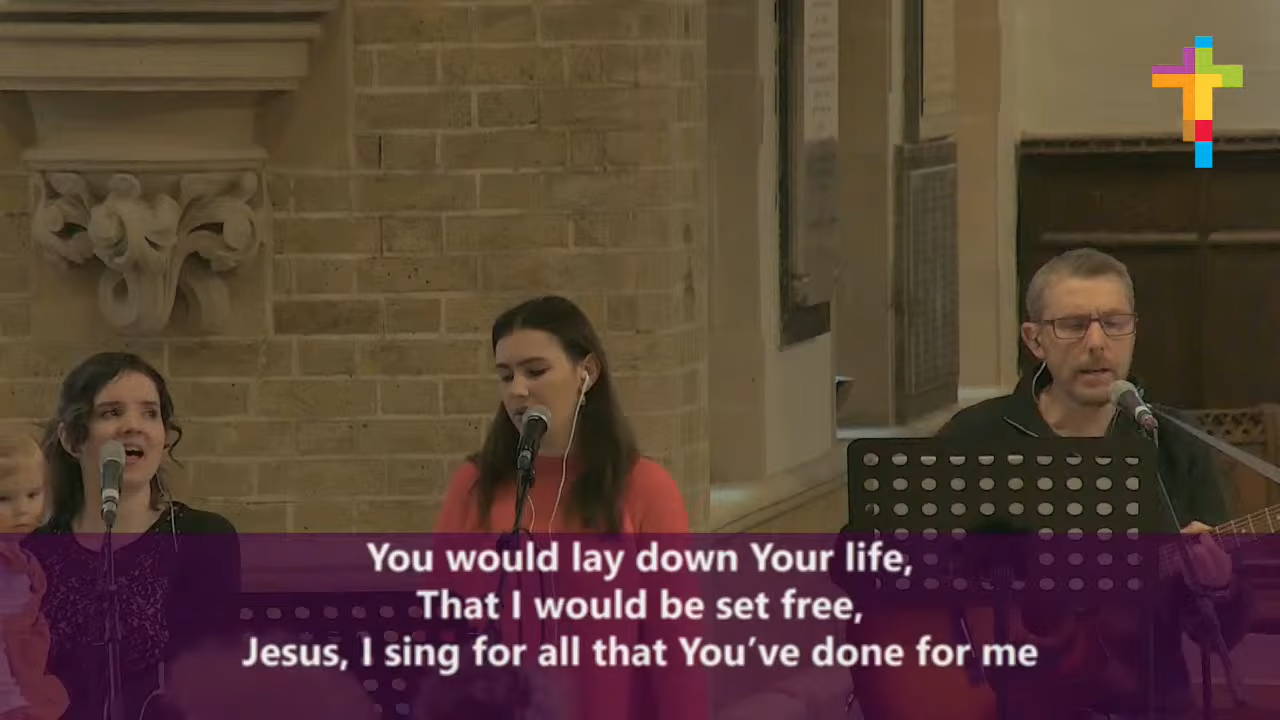 You would lay down Your life,
That I would be set free,
Jesus, I sing for all that You've done for me